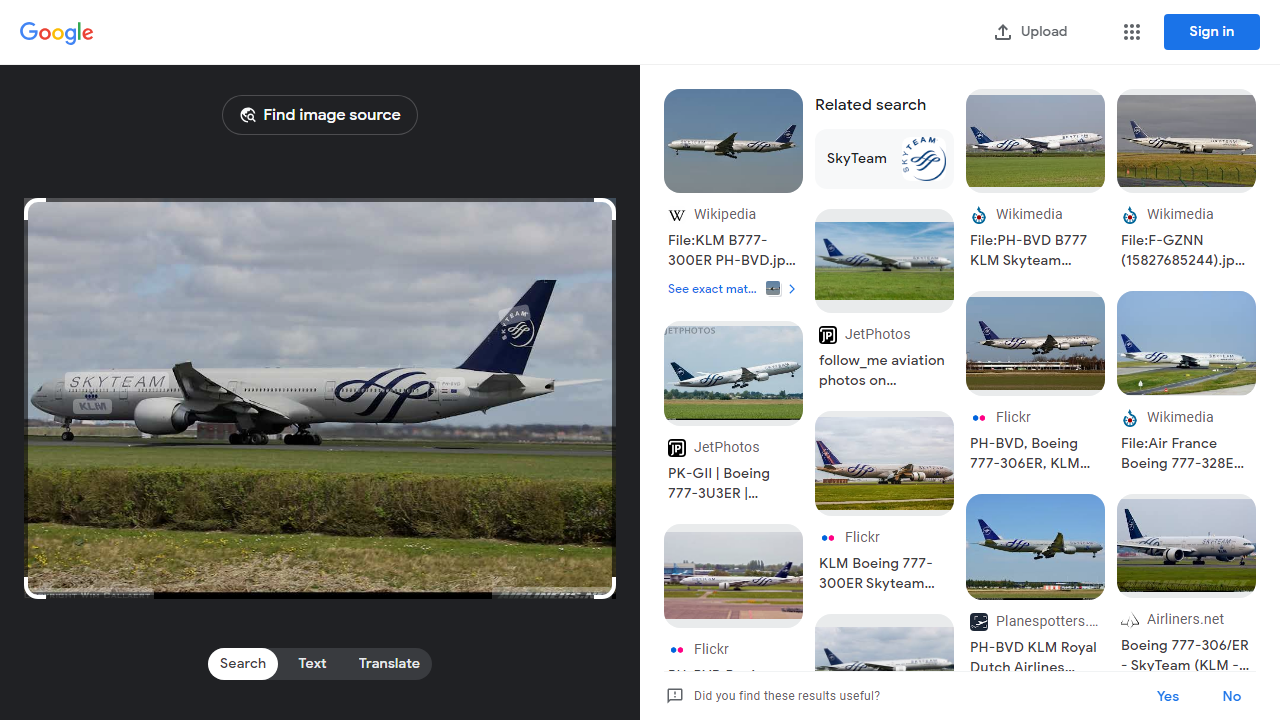 Google
Upload
Sign in
Find image source
SKYTEAM
KLM
SKYTEAM
Search
Text
Translate
Wikipedia
File:KLM B777-
300ER PH-BVD.jp...
See exact mat...
JETPHOTOS
JetPhotos
PK-GII | Boeing
777-3U3ER |...
Flickr
Related search
SkyTeam
SKYTEAM
JetPhotos
follow_me aviation
photos on...
Flickr
KLM Boeing 777-
300ER Skyteam...
Wikimedia
File:PH-BVD B777
KLM Skyteam...
Flickr
PH-BVD, Boeing
777-306ER, KLM...
Planespotters....
PH-BVD KLM Royal
Dutch Airlines...
Wikimedia
File:F-GZNN
(15827685244).jp...
Wikimedia
File:Air France
Boeing 777-328E...
Airliners.net
Boeing 777-306/ER
- SkyTeam (KLM -...
Did you find these results useful?
Yes
No